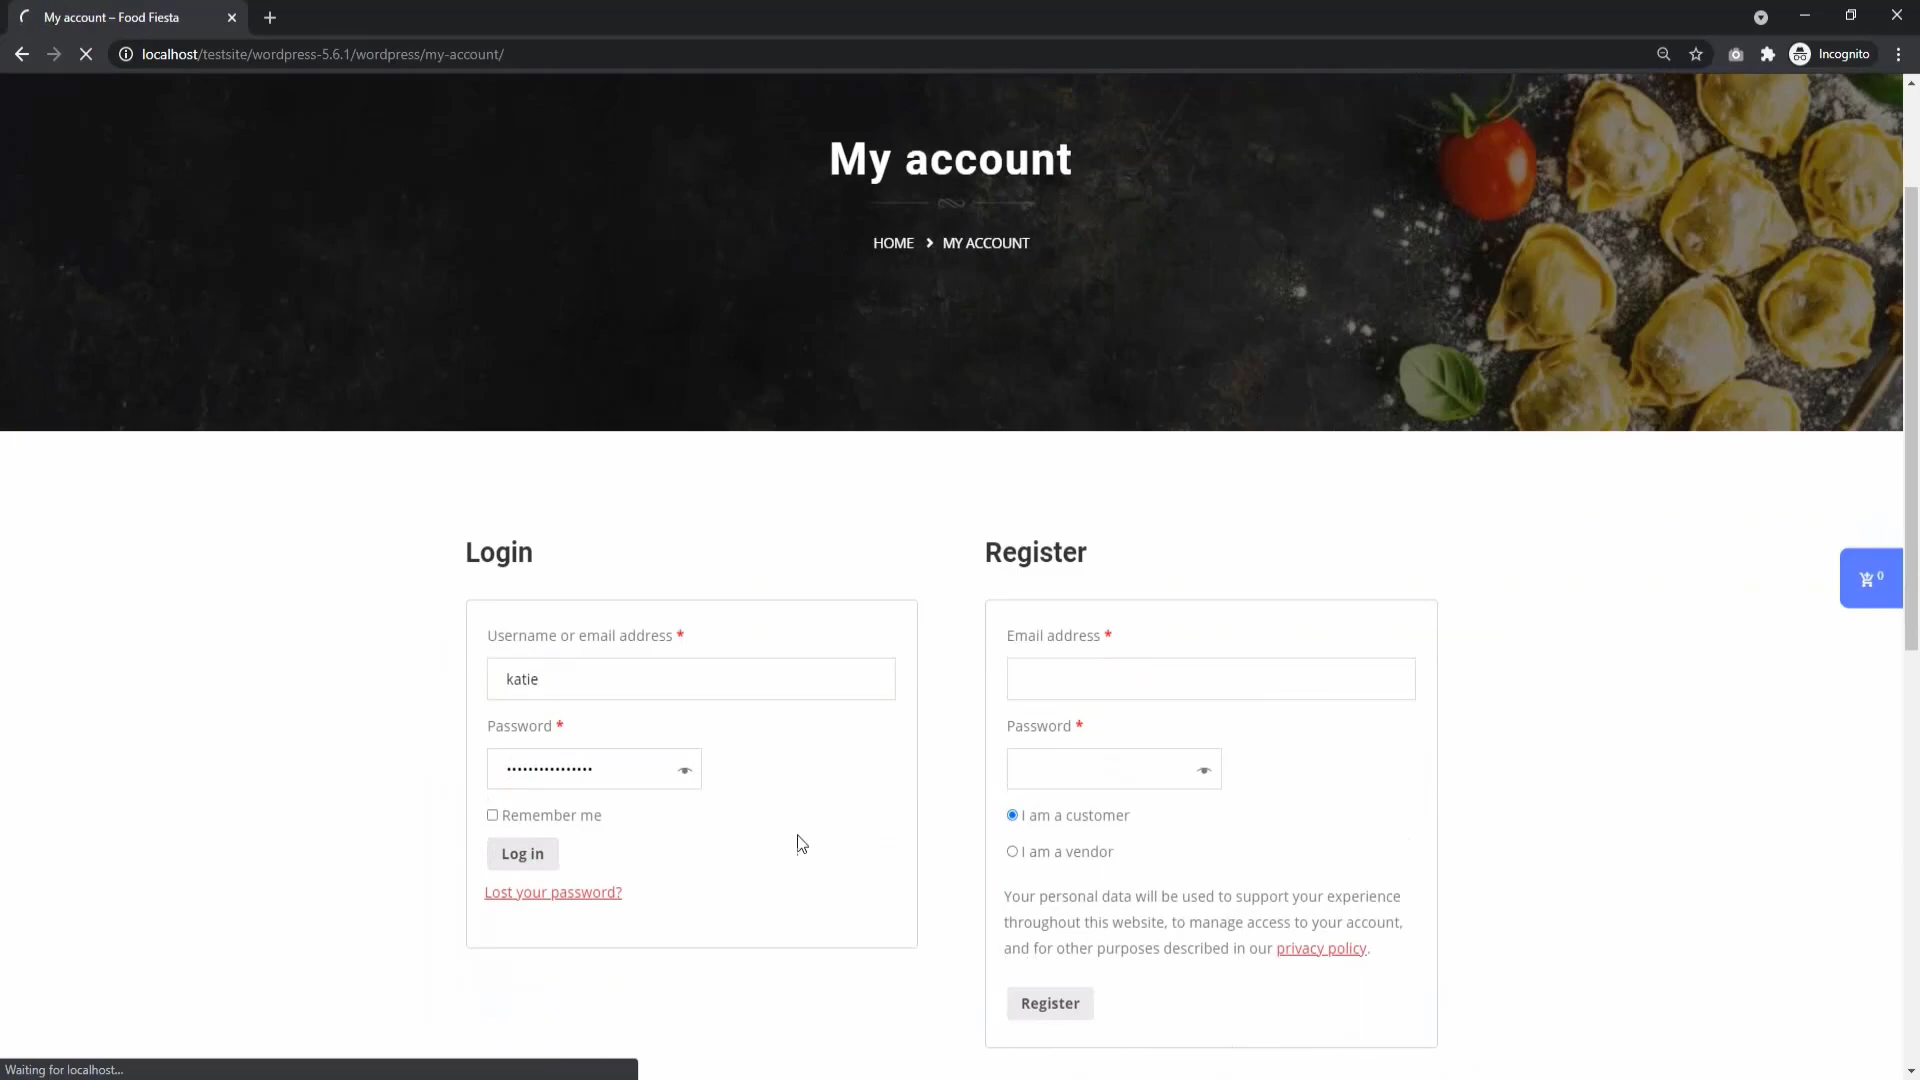 My account – Food Fiesta
localhost/testsite/wordpress-5.6.1/wordpress/my-account/
Incognito
My account
HOME > MY ACCOUNT
Login
Username or email address *
katie
Password *
••••••••••••••••
Remember me
Log in
Lost your password?
Register
Email address *
Password *
I am a customer
I am a vendor
Your personal data will be used to support your experience
throughout this website, to manage access to your account,
and for other purposes described in our privacy policy.
Register
0
Waiting for localhost...